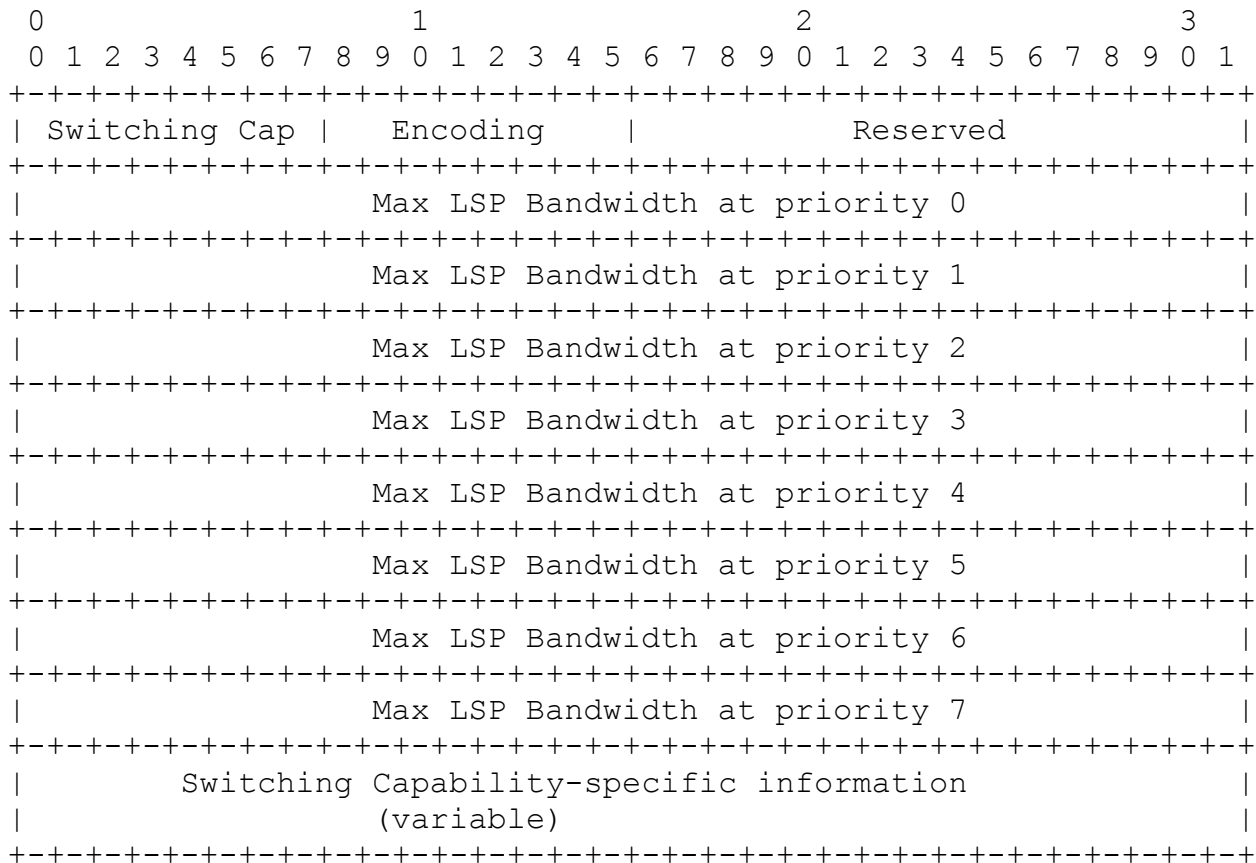 0                   1                   2                   3
 0 1 2 3 4 5 6 7 8 9 0 1 2 3 4 5 6 7 8 9 0 1 2 3 4 5 6 7 8 9 0 1
+-+-+-+-+-+-+-+-+-+-+-+-+-+-+-+-+-+-+-+-+-+-+-+-+-+-+-+-+-+-+-+-+
| Switching Cap |   Encoding    |           Reserved            |
+-+-+-+-+-+-+-+-+-+-+-+-+-+-+-+-+-+-+-+-+-+-+-+-+-+-+-+-+-+-+-+-+
|                  Max LSP Bandwidth at priority 0              |
+-+-+-+-+-+-+-+-+-+-+-+-+-+-+-+-+-+-+-+-+-+-+-+-+-+-+-+-+-+-+-+-+
|                  Max LSP Bandwidth at priority 1              |
+-+-+-+-+-+-+-+-+-+-+-+-+-+-+-+-+-+-+-+-+-+-+-+-+-+-+-+-+-+-+-+-+
|                  Max LSP Bandwidth at priority 2              |
+-+-+-+-+-+-+-+-+-+-+-+-+-+-+-+-+-+-+-+-+-+-+-+-+-+-+-+-+-+-+-+-+
|                  Max LSP Bandwidth at priority 3              |
+-+-+-+-+-+-+-+-+-+-+-+-+-+-+-+-+-+-+-+-+-+-+-+-+-+-+-+-+-+-+-+-+
|                  Max LSP Bandwidth at priority 4              |
+-+-+-+-+-+-+-+-+-+-+-+-+-+-+-+-+-+-+-+-+-+-+-+-+-+-+-+-+-+-+-+-+
|                  Max LSP Bandwidth at priority 5              |
+-+-+-+-+-+-+-+-+-+-+-+-+-+-+-+-+-+-+-+-+-+-+-+-+-+-+-+-+-+-+-+-+
|                  Max LSP Bandwidth at priority 6              |
+-+-+-+-+-+-+-+-+-+-+-+-+-+-+-+-+-+-+-+-+-+-+-+-+-+-+-+-+-+-+-+-+
|                  Max LSP Bandwidth at priority 7              |
+-+-+-+-+-+-+-+-+-+-+-+-+-+-+-+-+-+-+-+-+-+-+-+-+-+-+-+-+-+-+-+-+
|        Switching Capability-specific information              |
|                  (variable)                                   |
+-+-+-+-+-+-+-+-+-+-+-+-+-+-+-+-+-+-+-+-+-+-+-+-+-+-+-+-+-+-+-+-+